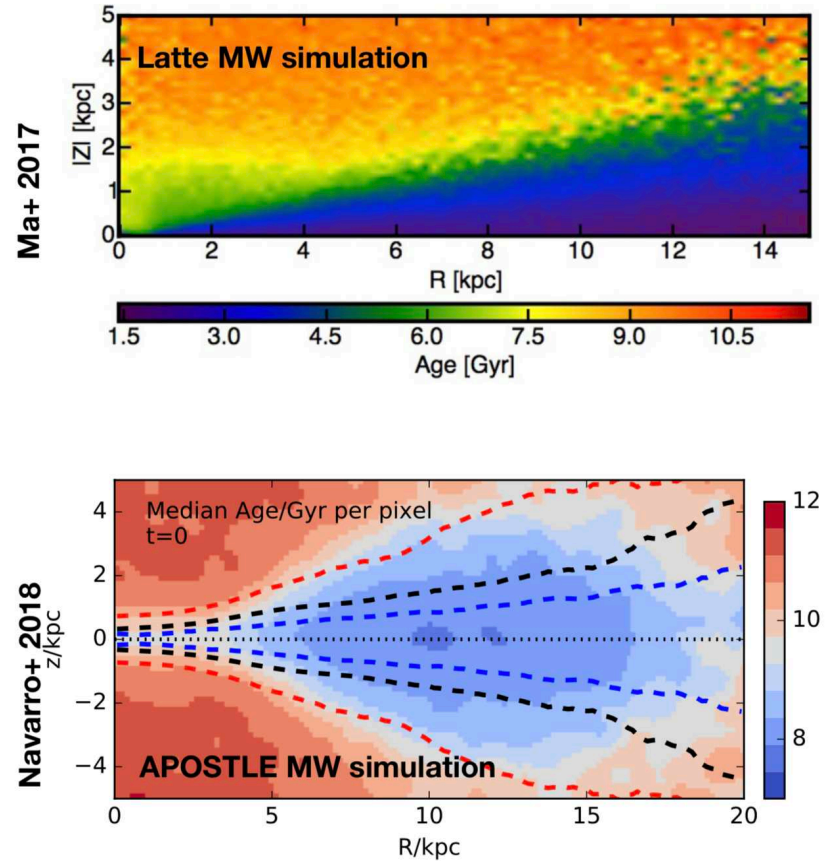 5
4
3
2
1
0
|Z| [kpc]
Latte MW simulation
Ma+ 2017
0 2 4 6 8 10 12 14
R [kpc]
1.5 3.0 4.5 6.0 7.5 9.0 10.5
Age [Gyr]
Navarro+ 2018
z/kpc
4
2
0
−2
−4
Median Age/Gyr per pixel
t=0
APOSTLE MW simulation
0 5 10 15 20
R/kpc
12
10
8